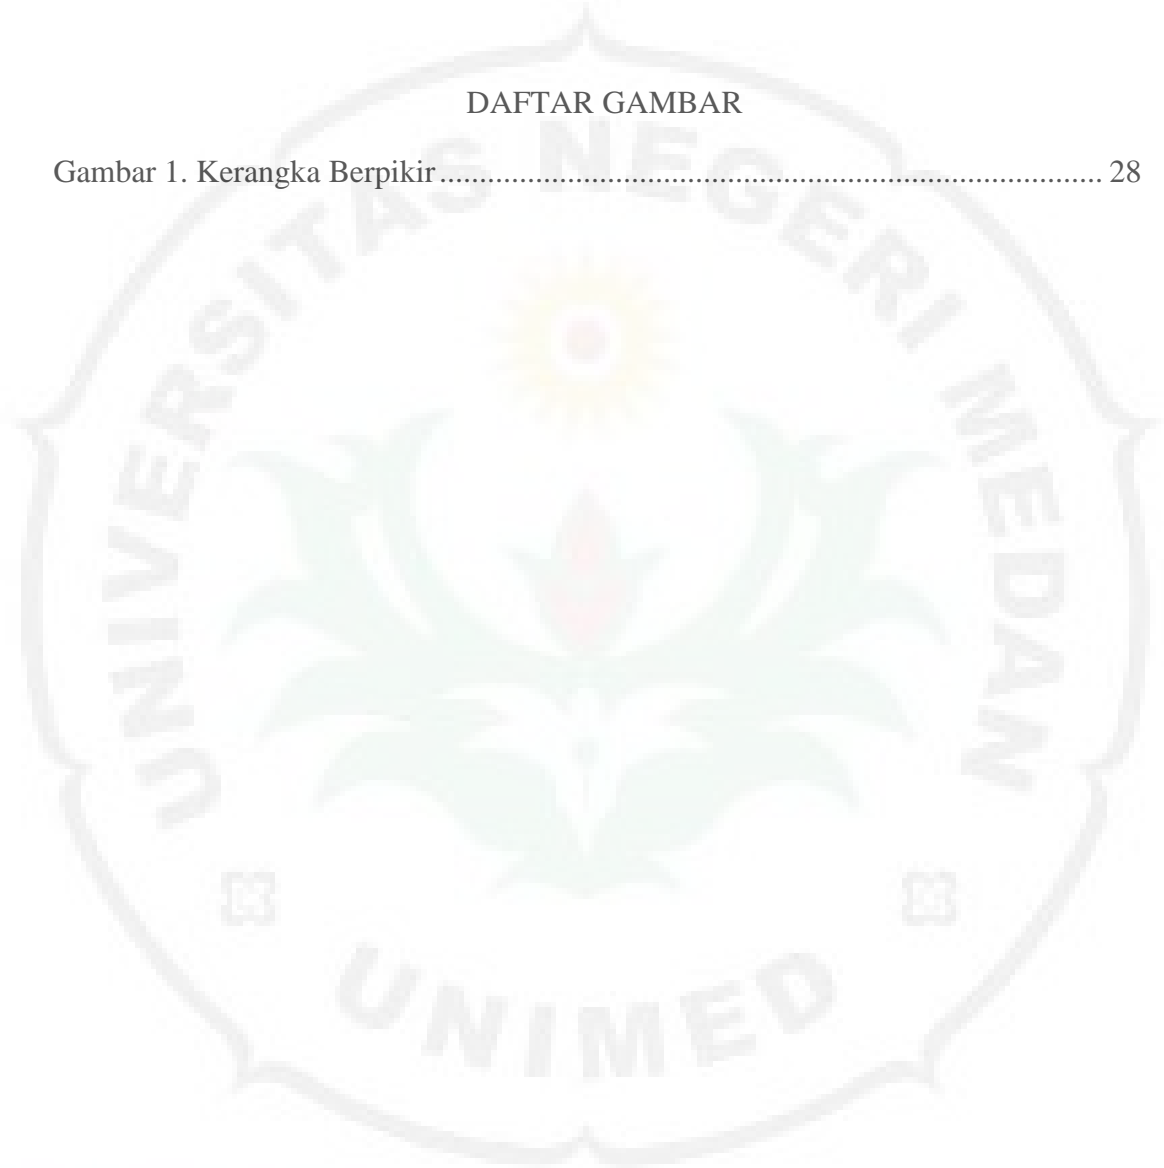 DAFTAR GAMBAR
Gambar 1. Kerangka Berpikir.................................................................................. 28
UNIVERSITAS NEGERI MEDAN
UNIMED